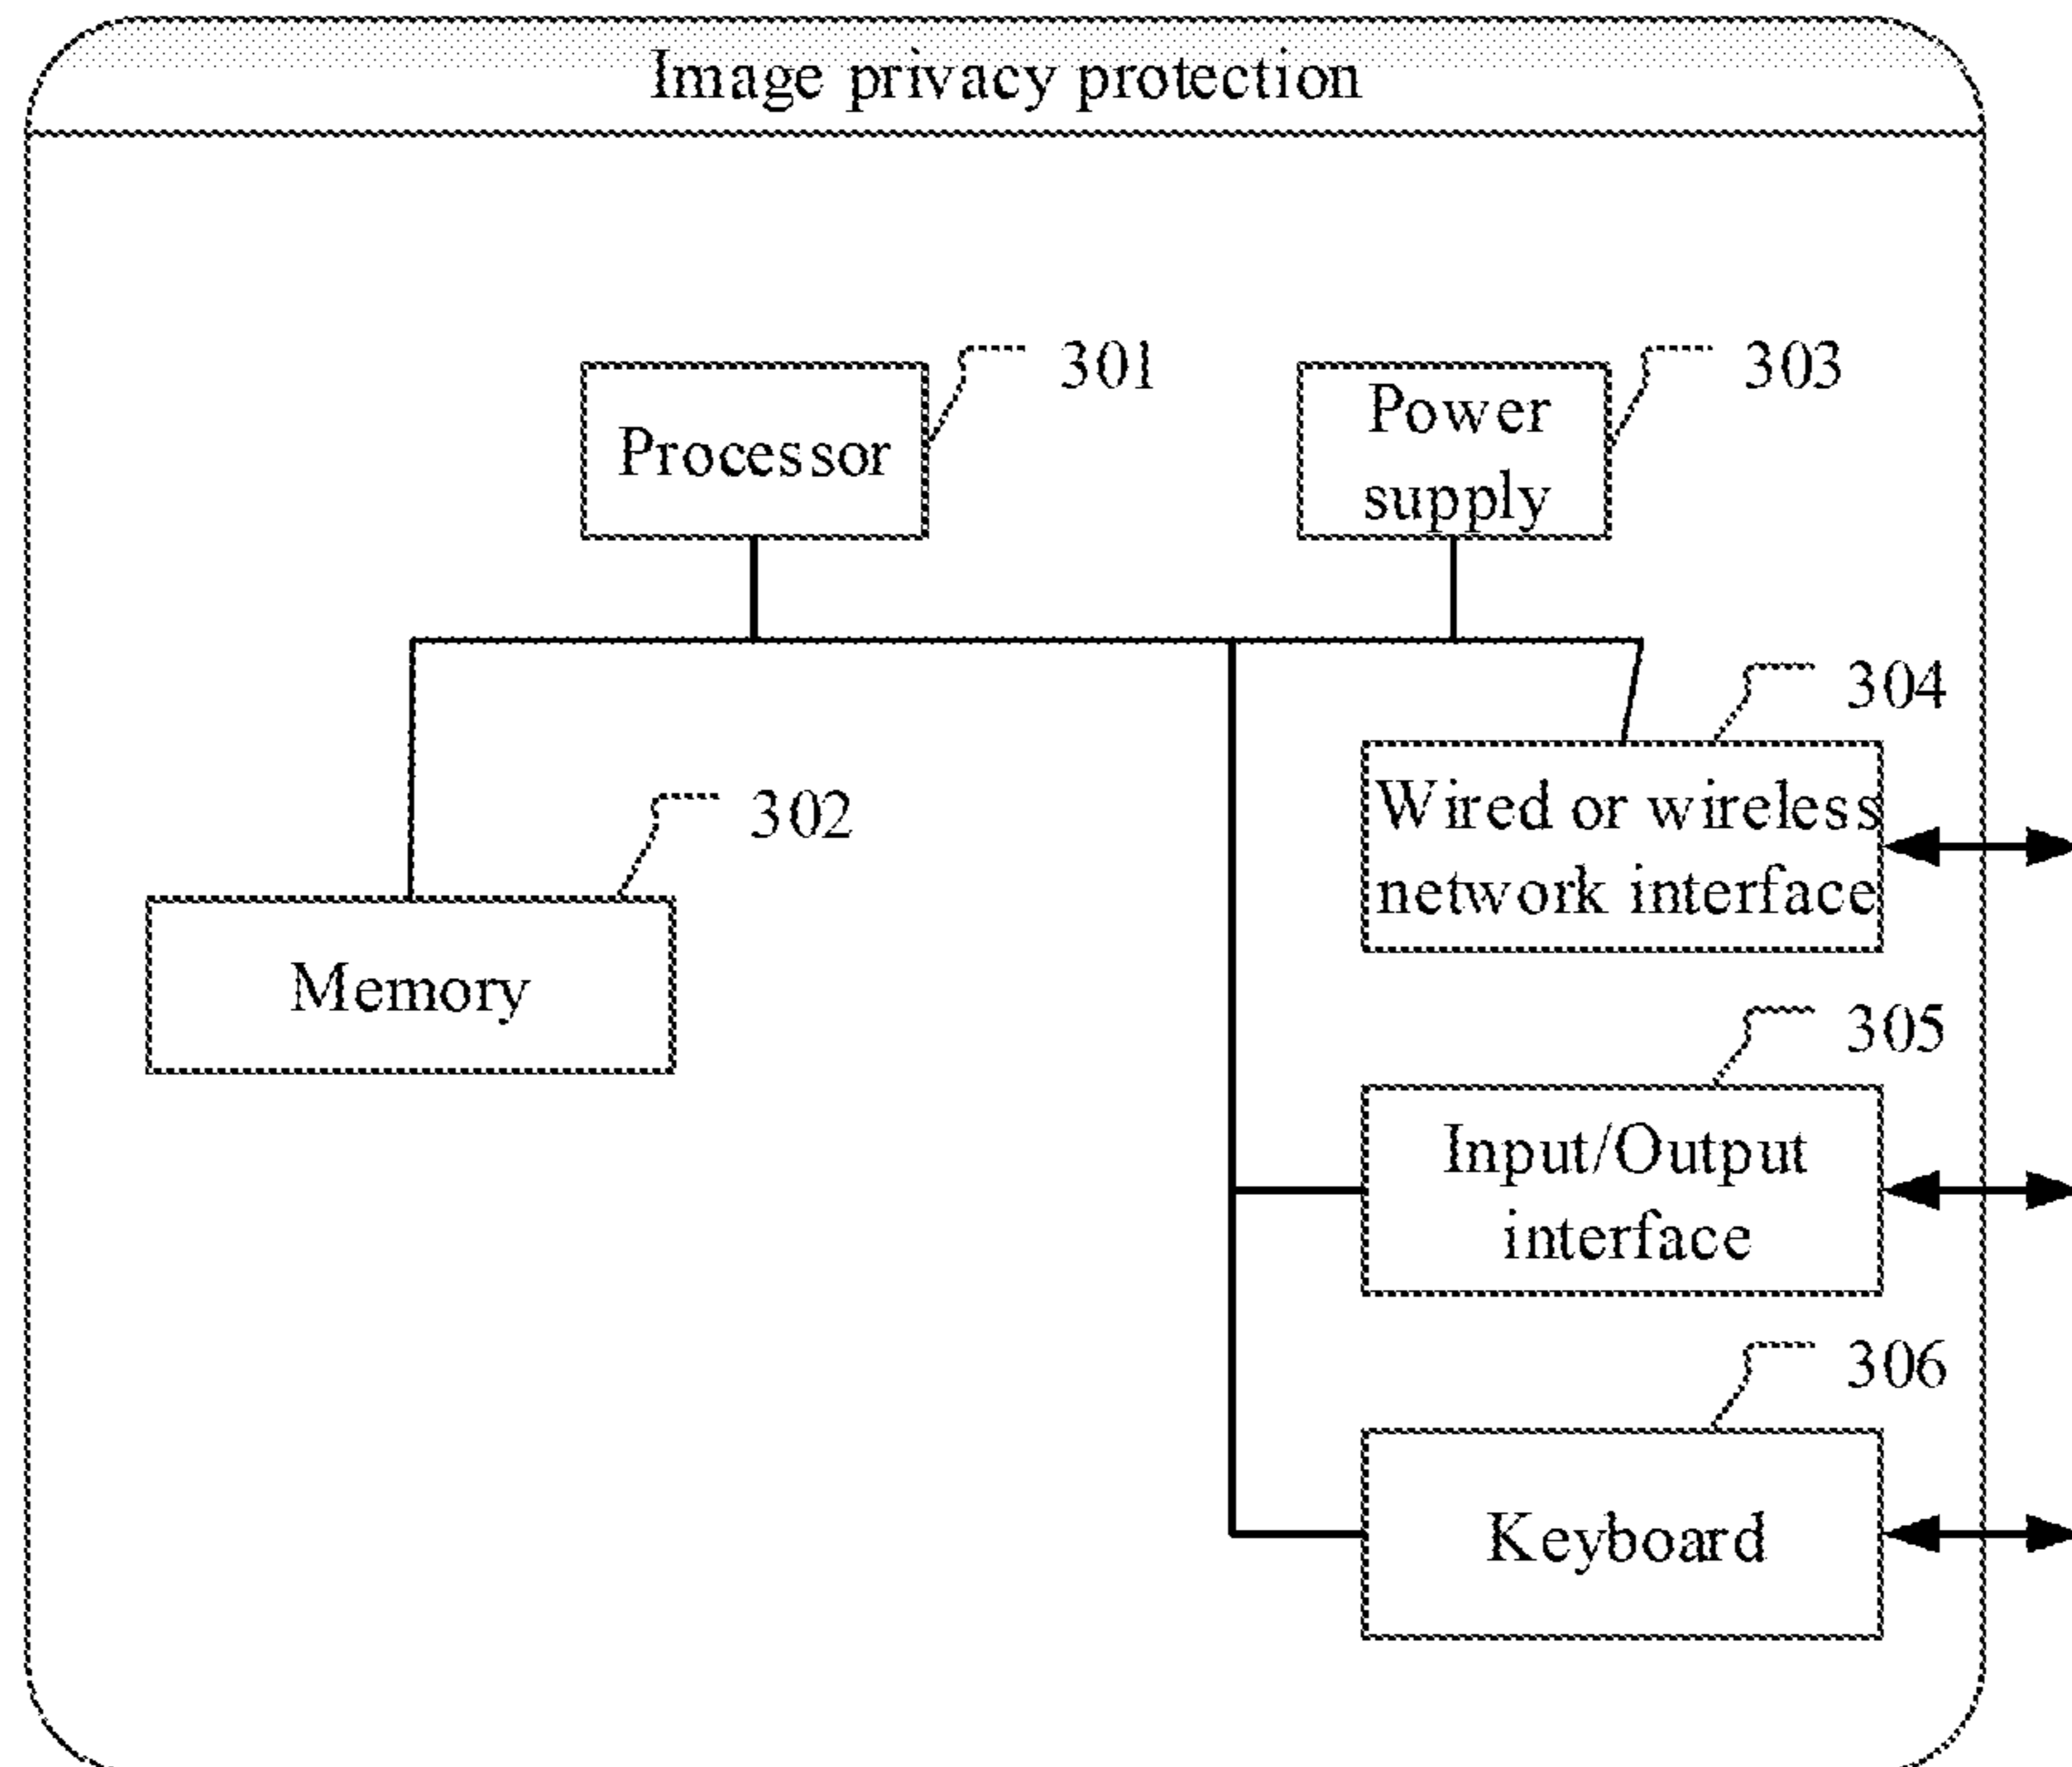 Image privacy protection
301
Processor
303
Power
supply
304
Wired or wireless
network interface
302
Memory
305
Input/Output
interface
306
Keyboard